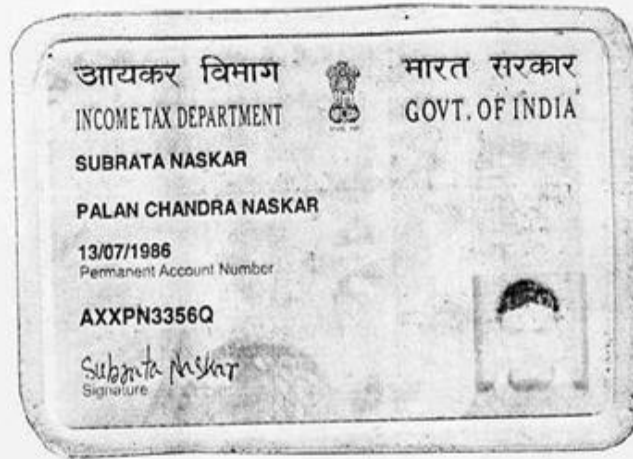 आयकर विभाग
भारत सरकार
INCOME TAX DEPARTMENT
GOVT. OF INDIA
SUBRATA NASKAR
PALAN CHANDRA NASKAR
13/07/1986
Permanent Account Number
AXXPN3356Q
Subrata Naskar
Signature